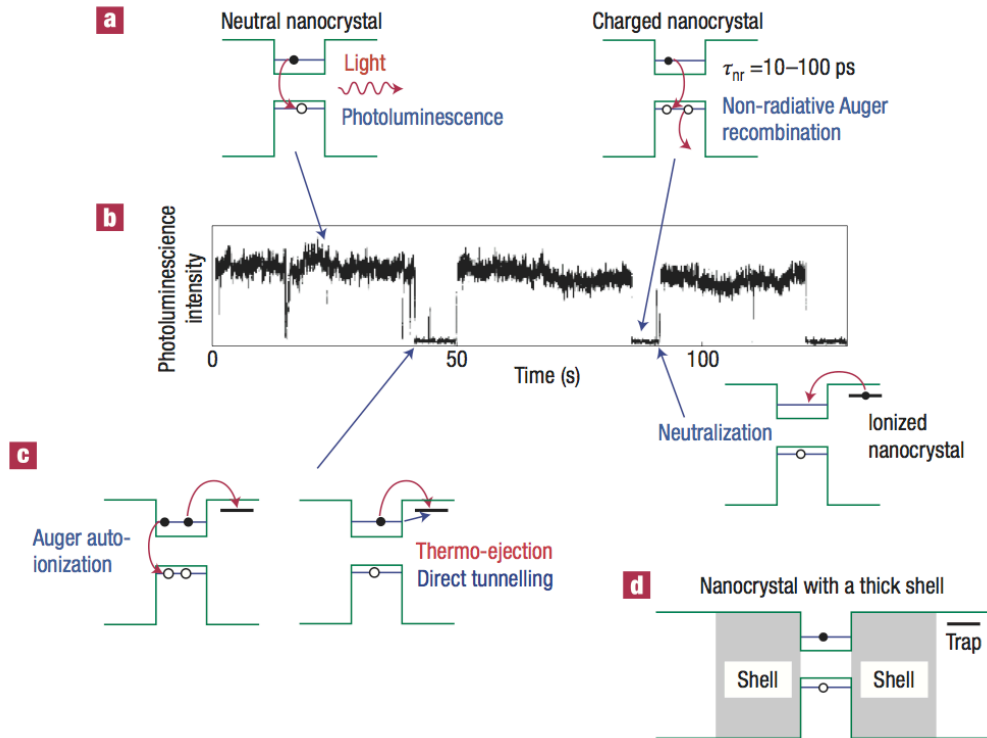 a
Neutral nanocrystal
Light
Photoluminescence
Charged nanocrystal
τnr =10–100 ps
Non-radiative Auger
recombination
b
Photoluminescience
intensity
0
50
100
Time (s)
Neutralization
Ionized
nanocrystal
c
Auger auto-
ionization
Thermo-ejection
Direct tunnelling
d
Nanocrystal with a thick shell
Shell
Shell
Trap